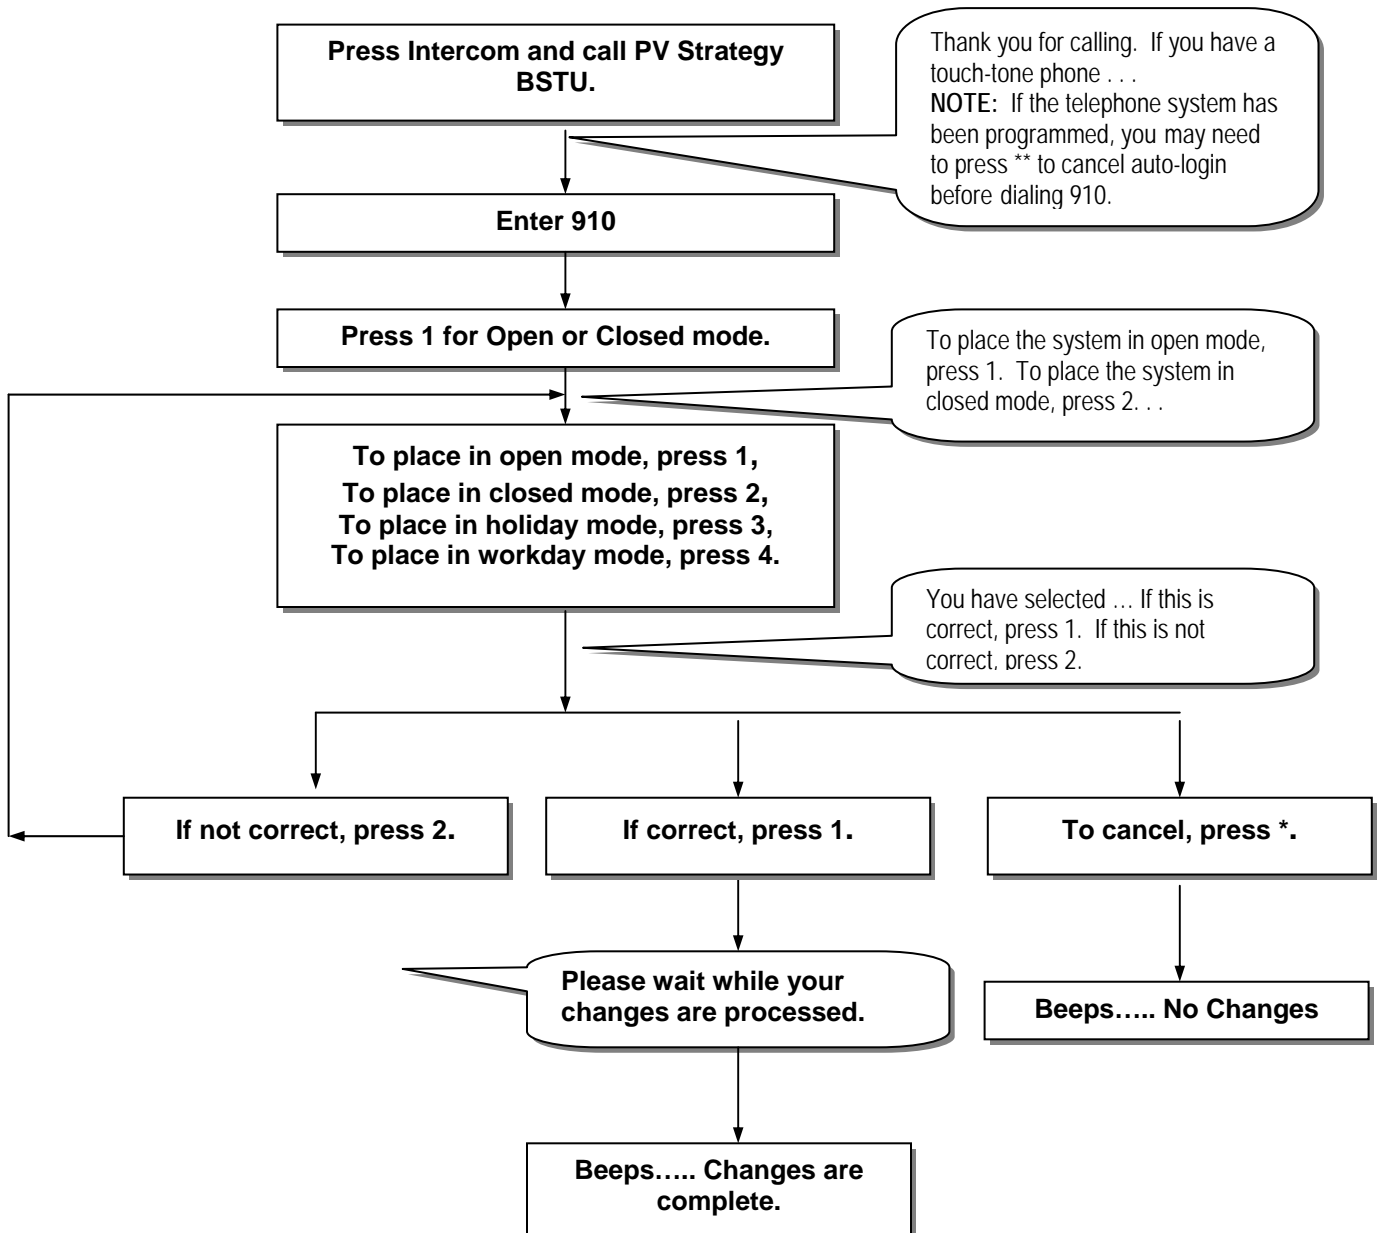 Press Intercom and call PV Strategy
BSTU.
Thank you for calling.  If you have a
touch-tone phone . . .
NOTE:  If the telephone system has
been programmed, you may need
to press ** to cancel auto-login
before dialing 910.
Enter 910
Press 1 for Open or Closed mode.
To place the system in open mode,
press 1.  To place the system in
closed mode, press 2. . .
To place in open mode, press 1,
To place in closed mode, press 2,
To place in holiday mode, press 3,
To place in workday mode, press 4.
You have selected … If this is
correct, press 1.  If this is not
correct, press 2.
If not correct, press 2.
If correct, press 1.
To cancel, press *.
Please wait while your
changes are processed.
Beeps….. No Changes
Beeps….. Changes are
complete.